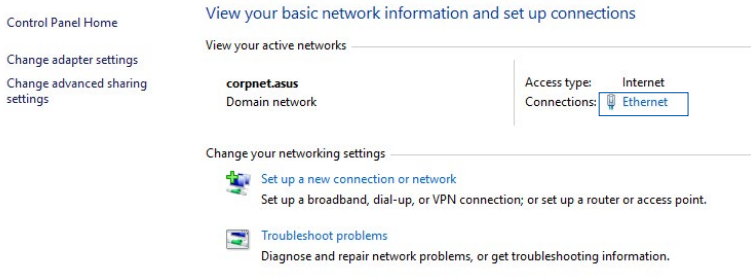 Control Panel Home
Change adapter settings
Change advanced sharing
settings
View your basic network information and set up connections
View your active networks
corpnet.asus
Domain network
Access type: Internet
Connections: Ethernet
Change your networking settings
Set up a new connection or network
Set up a broadband, dial-up, or VPN connection; or set up a router or access point.
Troubleshoot problems
Diagnose and repair network problems, or get troubleshooting information.